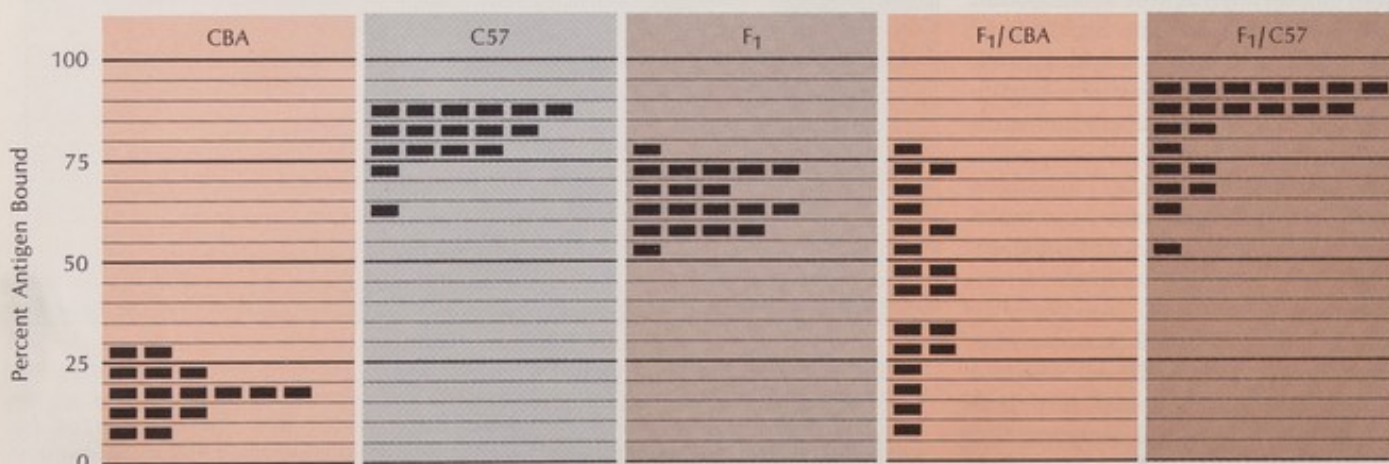 CBA
C57
F₁
F₁/CBA
F₁/C57
Percent Antigen Bound
100
75
50
25
0